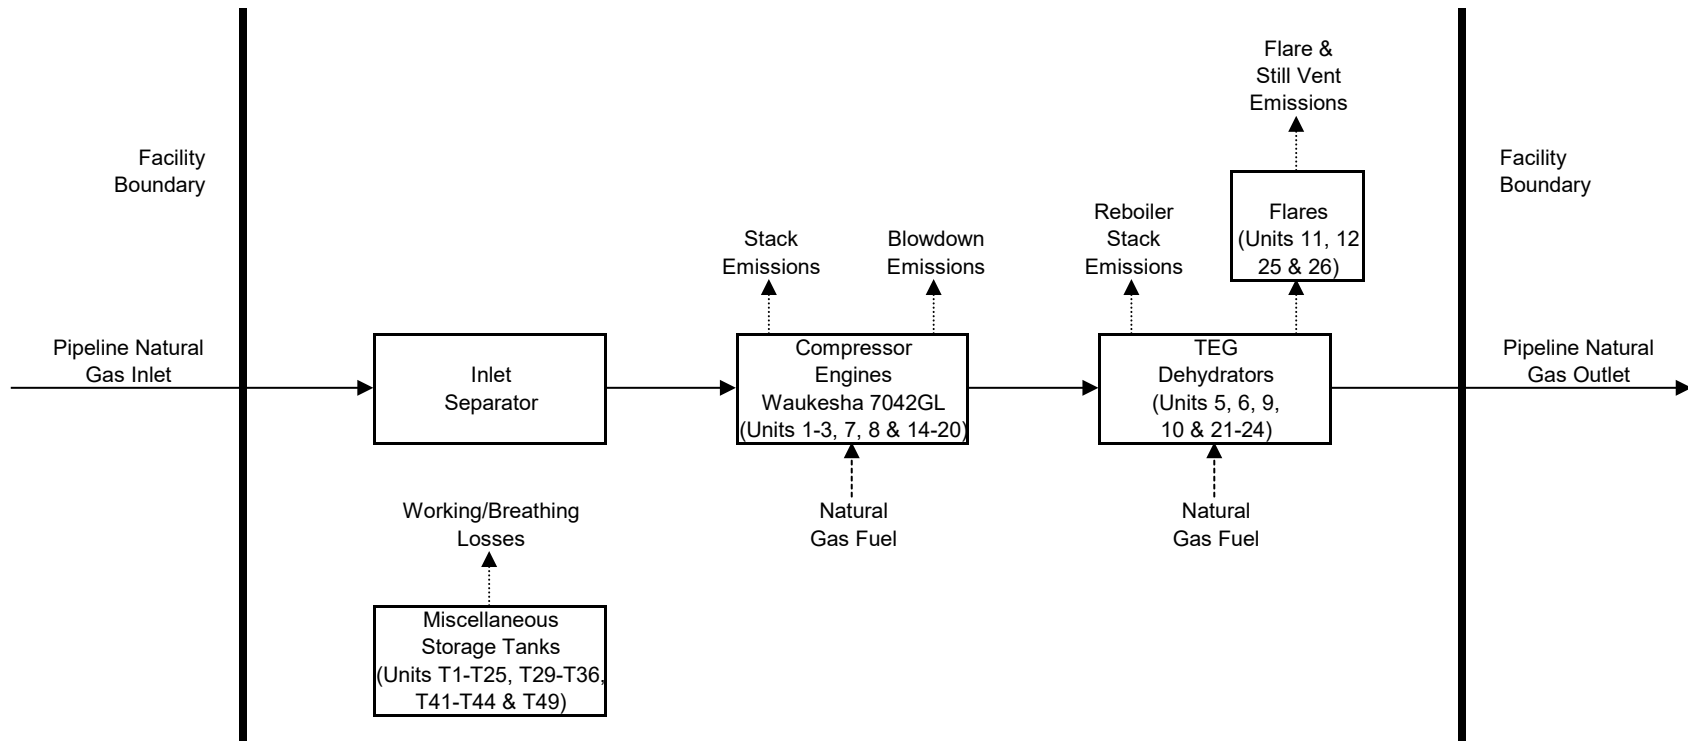 Flare &
Still Vent
Emissions
Facility
Boundary
Facility
Boundary
Flares
(Units 11, 12
25 & 26)
Stack
Emissions
Blowdown
Emissions
Reboiler
Stack
Emissions
Pipeline Natural
Gas Inlet
Inlet
Separator
Compressor
Engines
Waukesha 7042GL
(Units 1-3, 7, 8 & 14-20)
TEG
Dehydrators
(Units 5, 6, 9,
10 & 21-24)
Pipeline Natural
Gas Outlet
Working/Breathing
Losses
Natural
Gas Fuel
Natural
Gas Fuel
Miscellaneous
Storage Tanks
(Units T1-T25, T29-T36,
T41-T44 & T49)